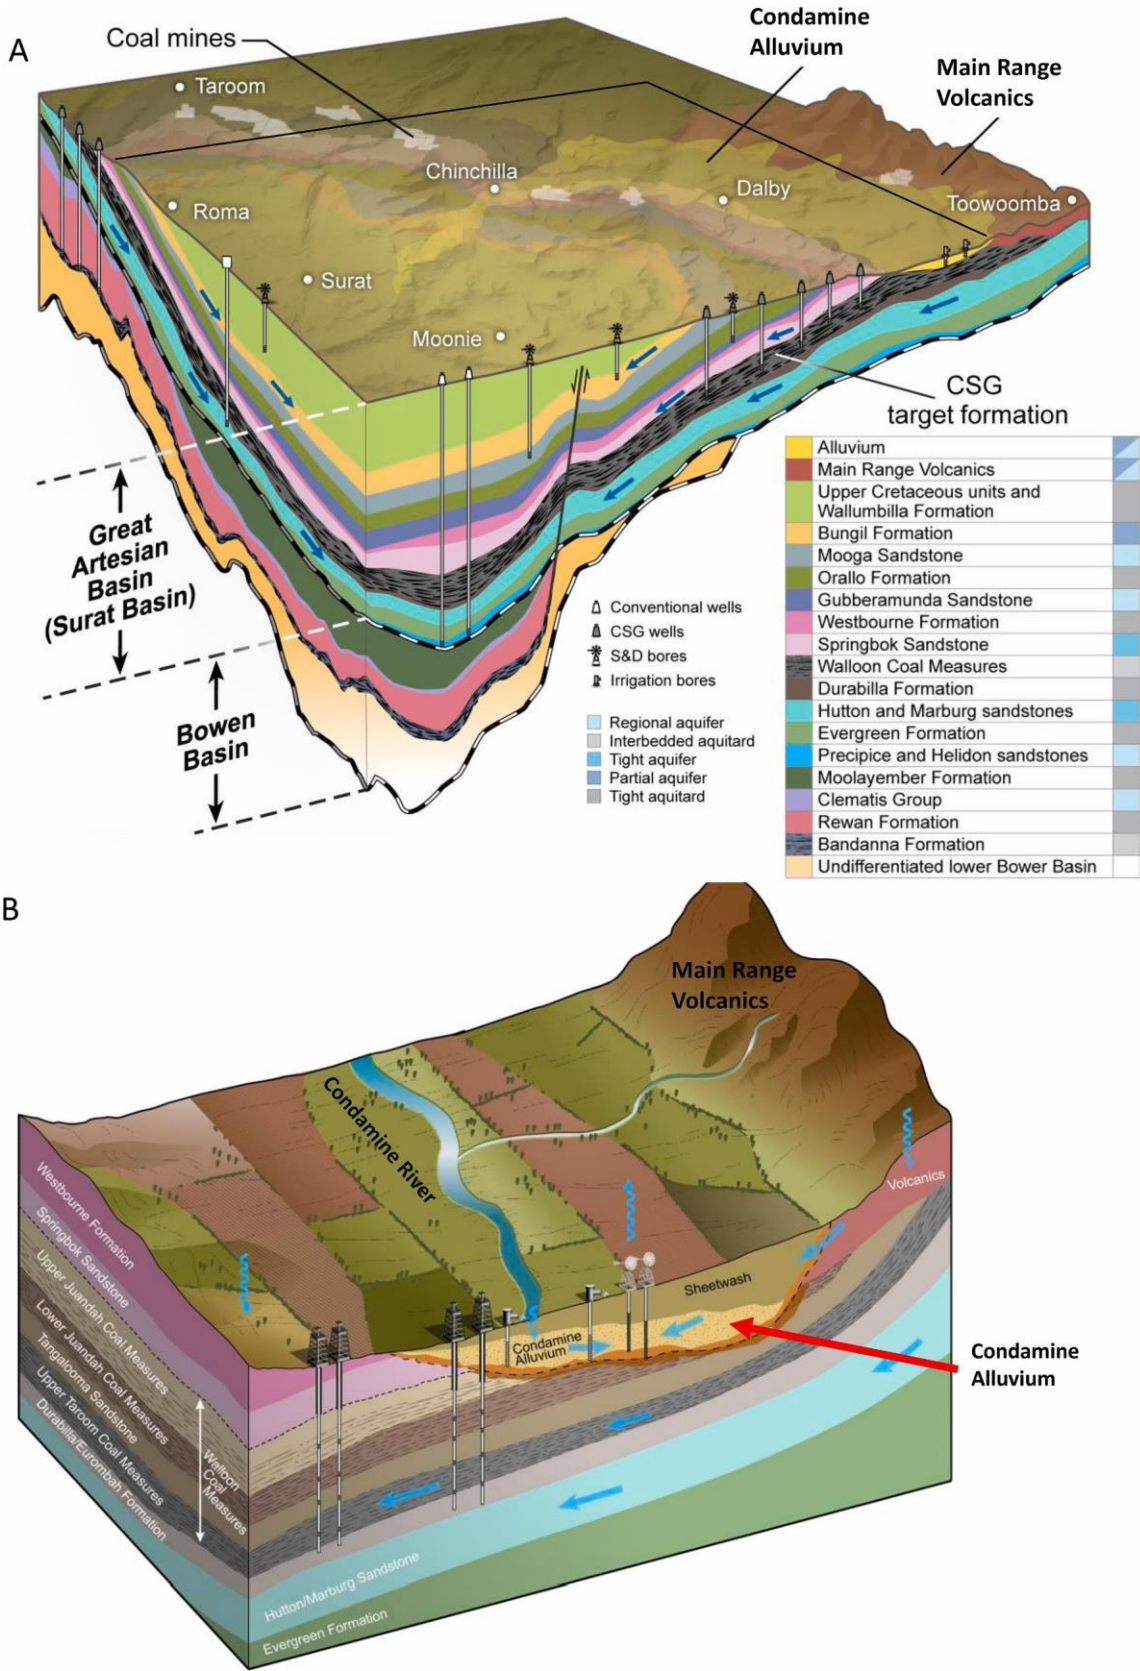 A
Coal mines
Condamine
Alluvium
Main Range
Volcanics
Taroom
Chinchilla
Dalby
Toowoomba
Roma
Surat
Moonie
CSG
target formation
Great
Artesian
Basin
(Surat Basin)
Bowen
Basin
Conventional wells
CSG wells
S&D bores
Irrigation bores
Regional aquifer
Interbedded aquitard
Tight aquifer
Partial aquifer
Tight aquitard
Alluvium
Main Range Volcanics
Upper Cretaceous units and
Wallumbilla Formation
Bungil Formation
Mooga Sandstone
Orallo Formation
Gubberamunda Sandstone
Westbourne Formation
Springbok Sandstone
Walloon Coal Measures
Durabilla Formation
Hutton and Marburg sandstones
Evergreen Formation
Precipice and Helidon sandstones
Moolayember Formation
Clematis Group
Rewan Formation
Bandanna Formation
Undifferentiated lower Bower Basin
B
Main Range
Volcanics
Condamine River
Volcanics
Sheetwash
Condamine
Alluvium
Condamine
Alluvium
Westbourne Formation
Springbok Sandstone
Upper Juandah Coal Measures
Lower Juandah Coal Measures
Tangalooma Sandstone
Upper Taroom Coal Measures
Durabilla/Eurombah Formation
Walloon
Coal
Measures
Hutton/Marburg Sandstone
Evergreen Formation